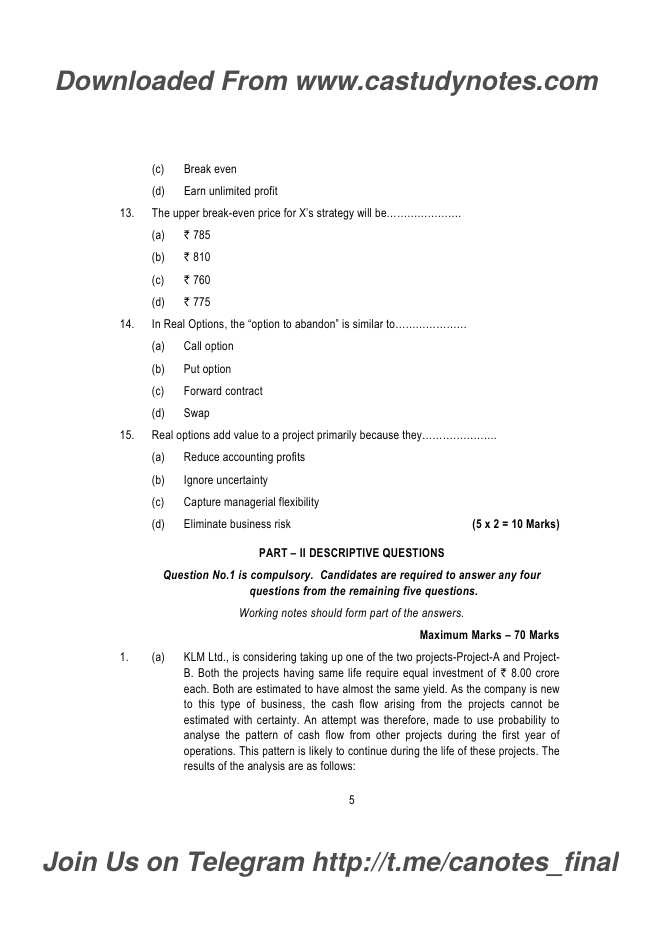 Downloaded From www.castudynotes.com
(c) Break even
(d) Earn unlimited profit
13. The upper break-even price for X's strategy will be………………….
(a) ₹ 785
(b) ₹ 810
(c) ₹ 760
(d) ₹ 775
14. In Real Options, the “option to abandon” is similar to…………………
(a) Call option
(b) Put option
(c) Forward contract
(d) Swap
15. Real options add value to a project primarily because they………………….
(a) Reduce accounting profits
(b) Ignore uncertainty
(c) Capture managerial flexibility
(d) Eliminate business risk (5 x 2 = 10 Marks)
PART – II DESCRIPTIVE QUESTIONS
Question No.1 is compulsory. Candidates are required to answer any four
questions from the remaining five questions.
Working notes should form part of the answers.
Maximum Marks – 70 Marks
1. (a) KLM Ltd., is considering taking up one of the two projects-Project-A and Project-
B. Both the projects having same life require equal investment of ₹ 8.00 crore
each. Both are estimated to have almost the same yield. As the company is new
to this type of business, the cash flow arising from the projects cannot be
estimated with certainty. An attempt was therefore, made to use probability to
analyse the pattern of cash flow from other projects during the first year of
operations. This pattern is likely to continue during the life of these projects. The
results of the analysis are as follows:
5
Join Us on Telegram http://t.me/canotes_final